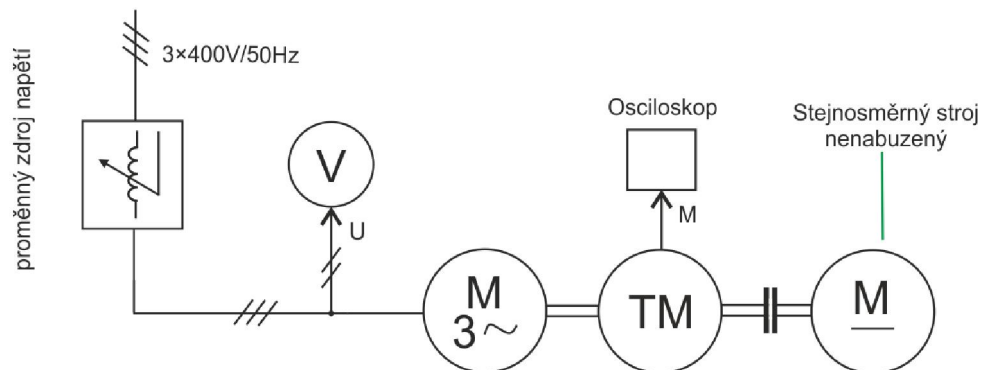 proměnný zdroj napětí
3×400V/50Hz
V
U
Osciloskop
M
Stejnosměrný stroj
nenabuzený
M
3~
TM
M